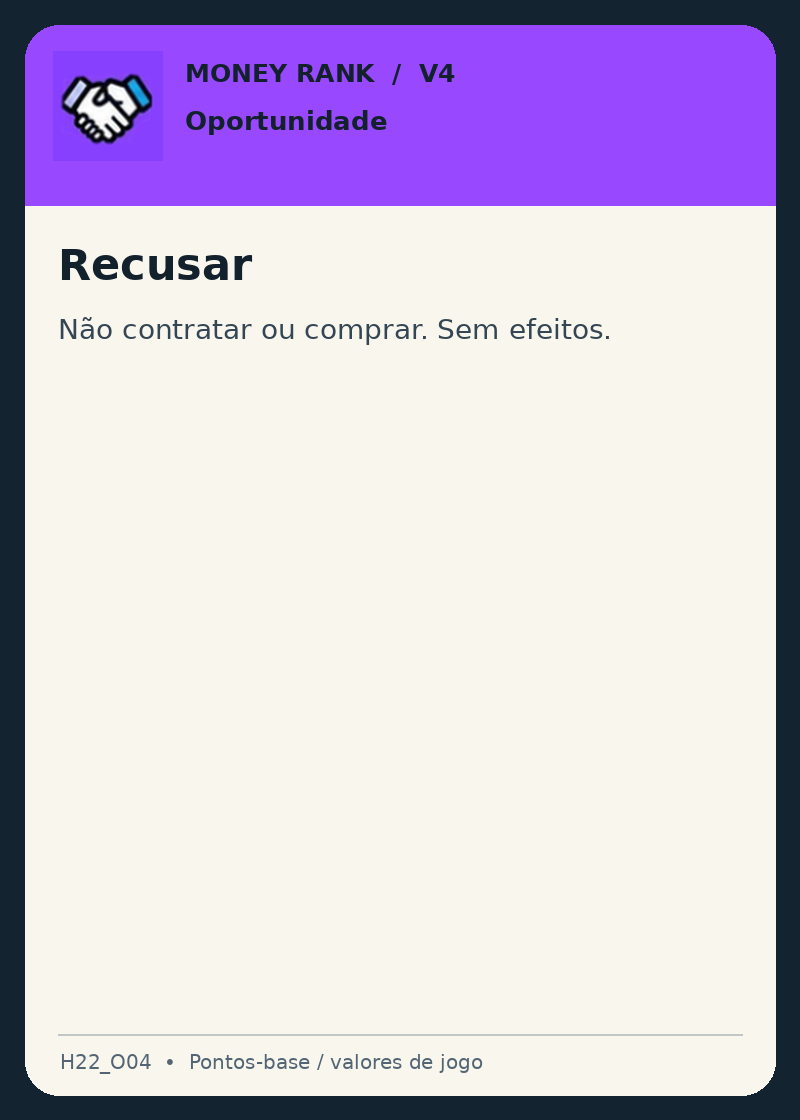 MONEY RANK / V4
Oportunidade
Recusar
Não contratar ou comprar. Sem efeitos.
H22_O04 • Pontos-base / valores de jogo